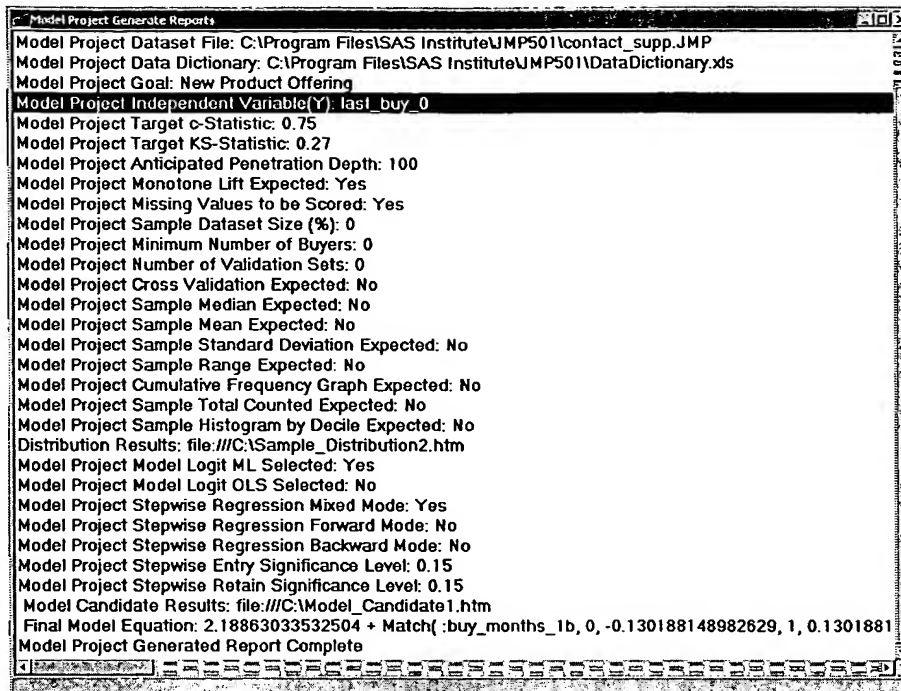 Model Project Generate Reports
Model Project Dataset File: C:\Program Files\SAS Institute\JMP501\contact_supp.JMP
Model Project Data Dictionary: C:\Program Files\SAS Institute\JMP501\DataDictionary.xls
Model Project Goal: New Product Offering
Model Project Independent Variable(Y): last_buy_0
Model Project Target c-Statistic: 0.75
Model Project Target KS-Statistic: 0.27
Model Project Anticipated Penetration Depth: 100
Model Project Monotone Lift Expected: Yes
Model Project Missing Values to be Scored: Yes
Model Project Sample Dataset Size (%): 0
Model Project Minimum Number of Buyers: 0
Model Project Number of Validation Sets: 0
Model Project Cross Validation Expected: No
Model Project Sample Median Expected: No
Model Project Sample Mean Expected: No
Model Project Sample Standard Deviation Expected: No
Model Project Sample Range Expected: No
Model Project Cumulative Frequency Graph Expected: No
Model Project Sample Total Counted Expected: No
Model Project Sample Histogram by Decile Expected: No
Distribution Results: file:///C:\Sample_Distribution2.htm
Model Project Model Logit ML Selected: Yes
Model Project Model Logit OLS Selected: No
Model Project Stepwise Regression Mixed Mode: Yes
Model Project Stepwise Regression Forward Mode: No
Model Project Stepwise Regression Backward Mode: No
Model Project Stepwise Entry Significance Level: 0.15
Model Project Stepwise Retain Significance Level: 0.15
Model Candidate Results: file:///C:\Model_Candidate1.htm
Final Model Equation: 2.18863033532504 + Match( :buy_months_1b, 0, -0.130188148982629, 1, 0.1301881
Model Project Generated Report Complete